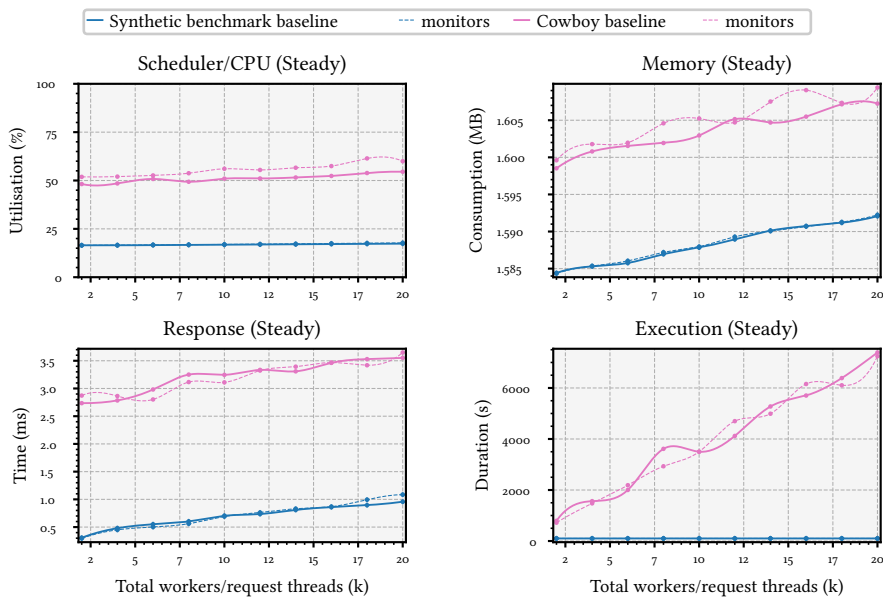 Synthetic benchmark baseline monitors Cowboy baseline monitors
Scheduler/CPU (Steady)
Utilisation (%)
100
75
50
25
0
2 5 7 10 12 15 17 20
Memory (Steady)
Consumption (MB)
1.605
1.600
1.595
1.590
1.585
2 5 7 10 12 15 17 20
Response (Steady)
Time (ms)
3.5
3.0
2.5
2.0
1.5
1.0
0.5
2 5 7 10 12 15 17 20
Total workers/request threads (k)
Execution (Steady)
Duration (s)
6000
4000
2000
0
2 5 7 10 12 15 17 20
Total workers/request threads (k)